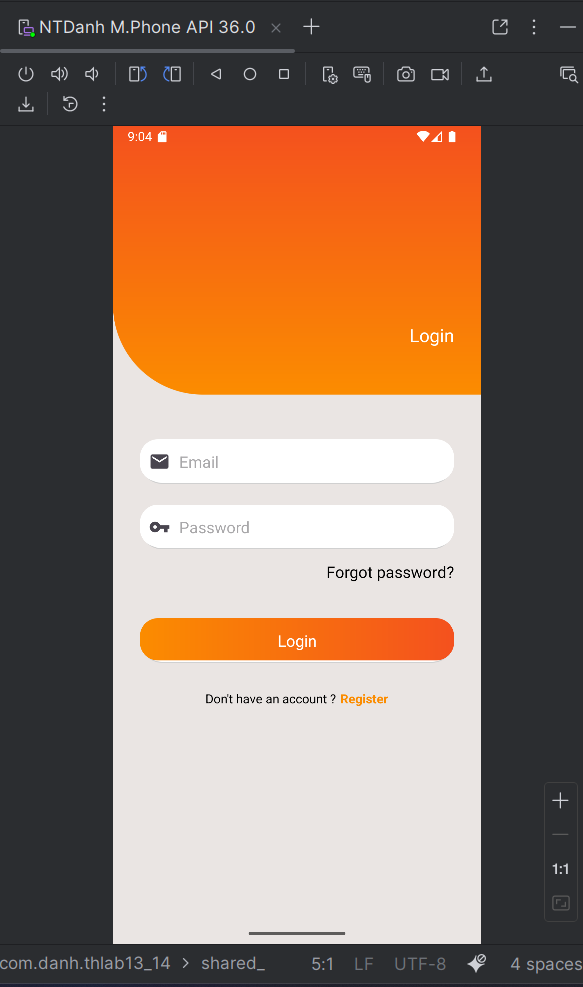 NTDanh M.Phone API 36.0
9:04
Login
Email
Password
Forgot password?
Login
Don't have an account ? Register
1:1
com.danh.thlab13_14 > shared_ 5:1 LF UTF-8 4 spaces